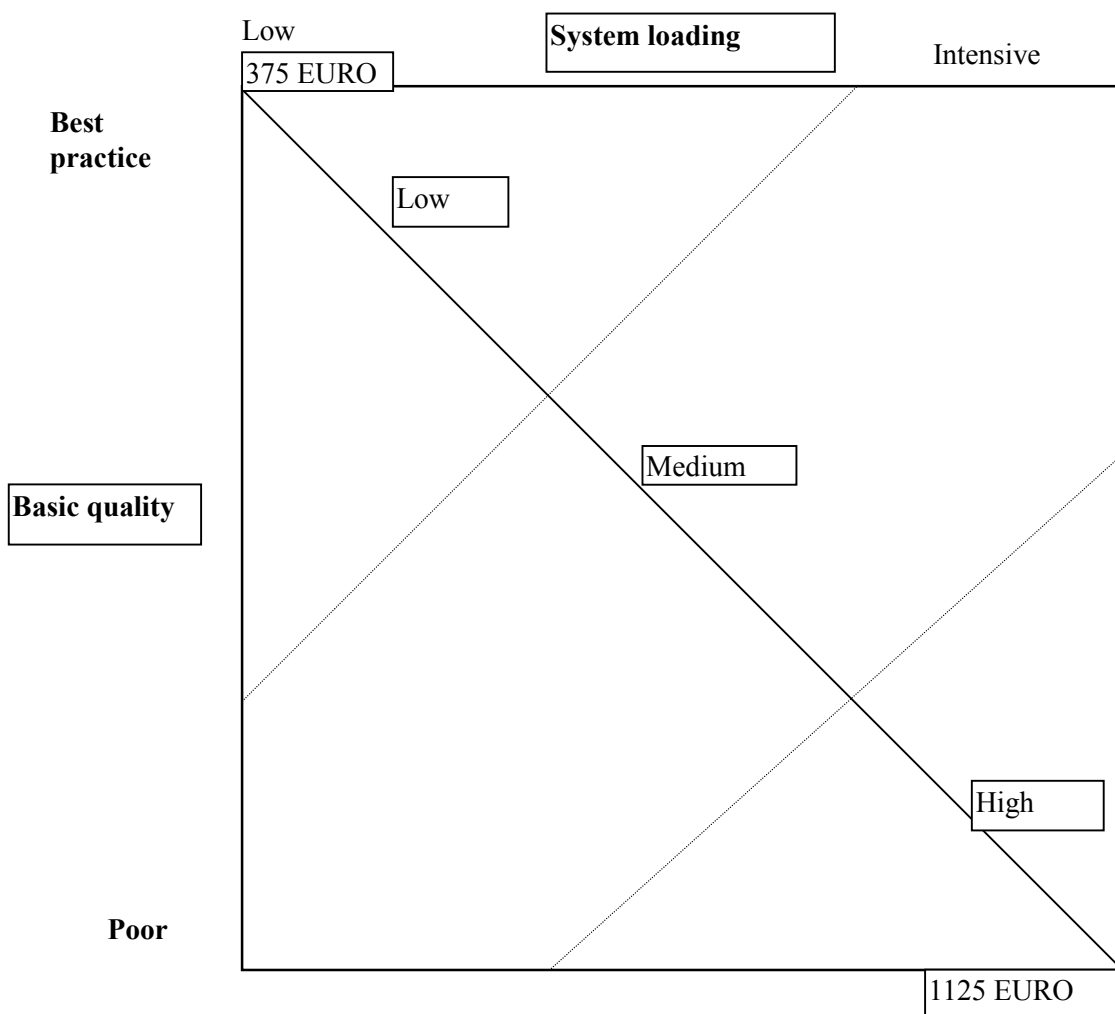 Low
System loading
Intensive
375 EURO
Best
practice
Low
Medium
Basic quality
High
Poor
1125 EURO